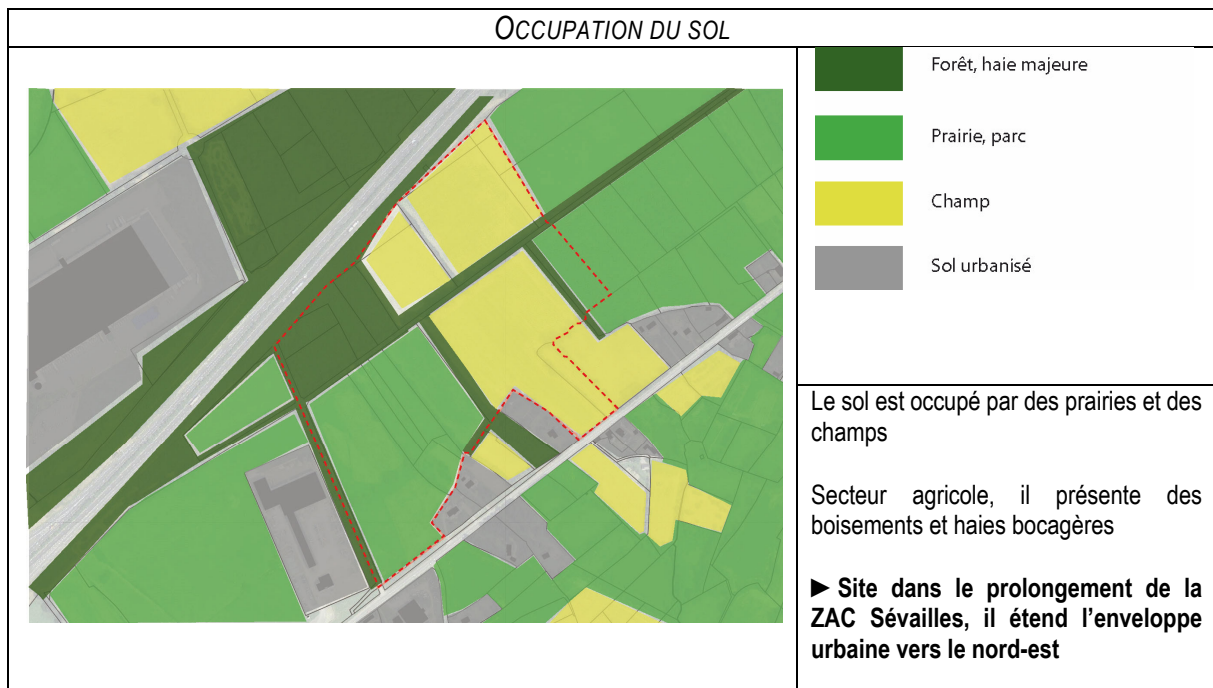 OCCUPATION DU SOL
Forêt, haie majeure
Prairie, parc
Champ
Sol urbanisé
Le sol est occupé par des prairies et des
champs
Secteur agricole, il présente des
boisements et haies bocagères
► Site dans le prolongement de la
ZAC Sévailles, il étend l’enveloppe
urbaine vers le nord-est